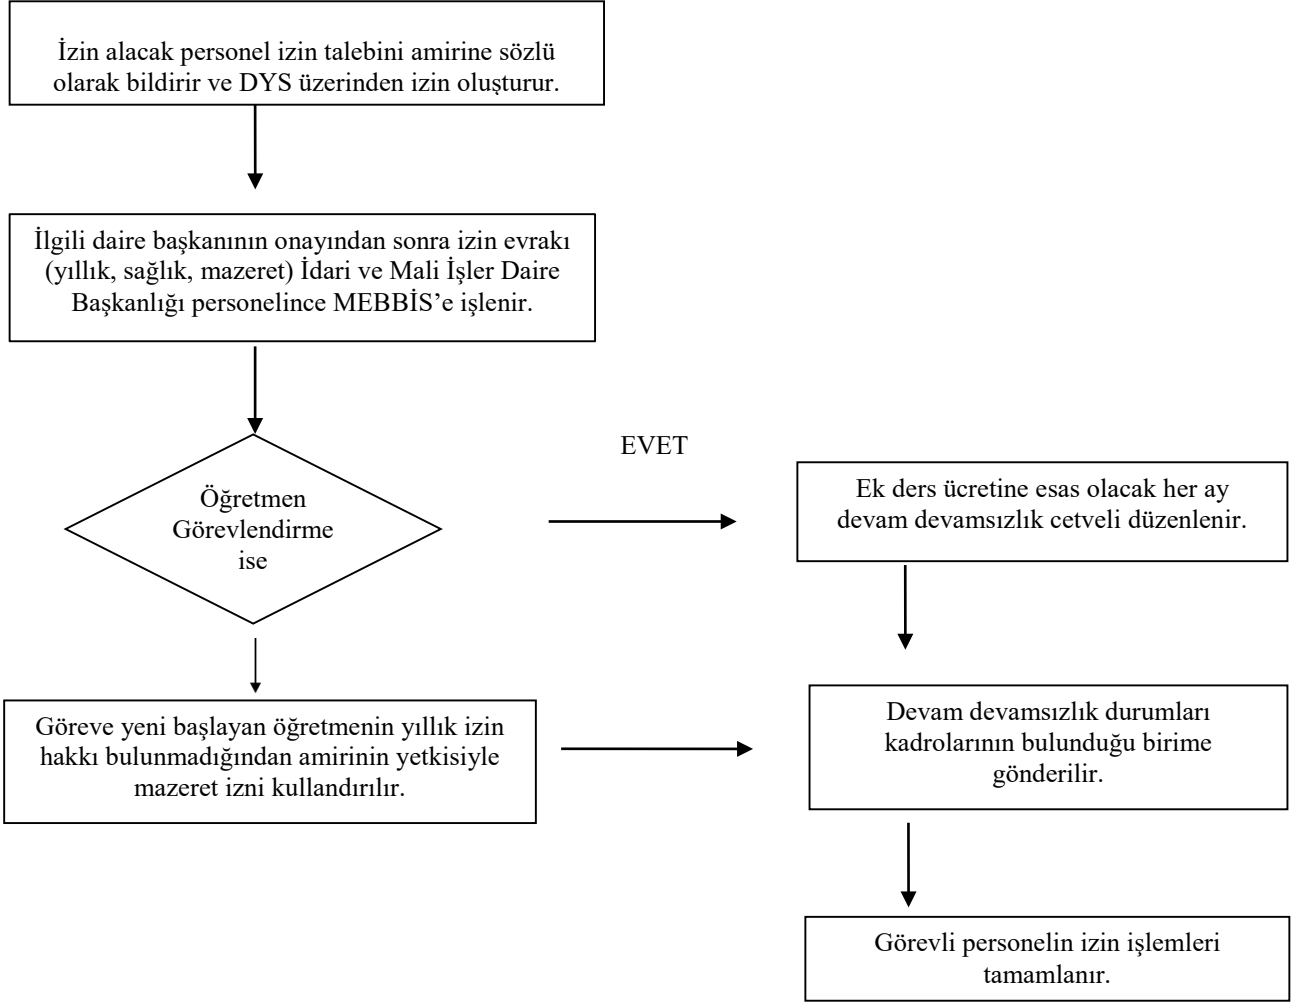 İzin alacak personel izin talebini amirine sözlü
olarak bildirir ve DYS üzerinden izin oluşturur.
İlgili daire başkanının onayından sonra izin evrakı
(yıllık, sağlık, mazeret) İdari ve Mali İşler Daire
Başkanlığı personelince MEBBİS’e işlenir.
Öğretmen
Görevlendirme
ise
EVET
Ek ders ücretine esas olacak her ay
devam devamsızlık cetveli düzenlenir.
Göreve yeni başlayan öğretmenin yıllık izin
hakkı bulunmadığından amirinin yetkisiyle
mazeret izni kullandırılır.
Devam devamsızlık durumları
kadrolarının bulunduğu birime
gönderilir.
Görevli personelin izin işlemleri
tamamlanır.